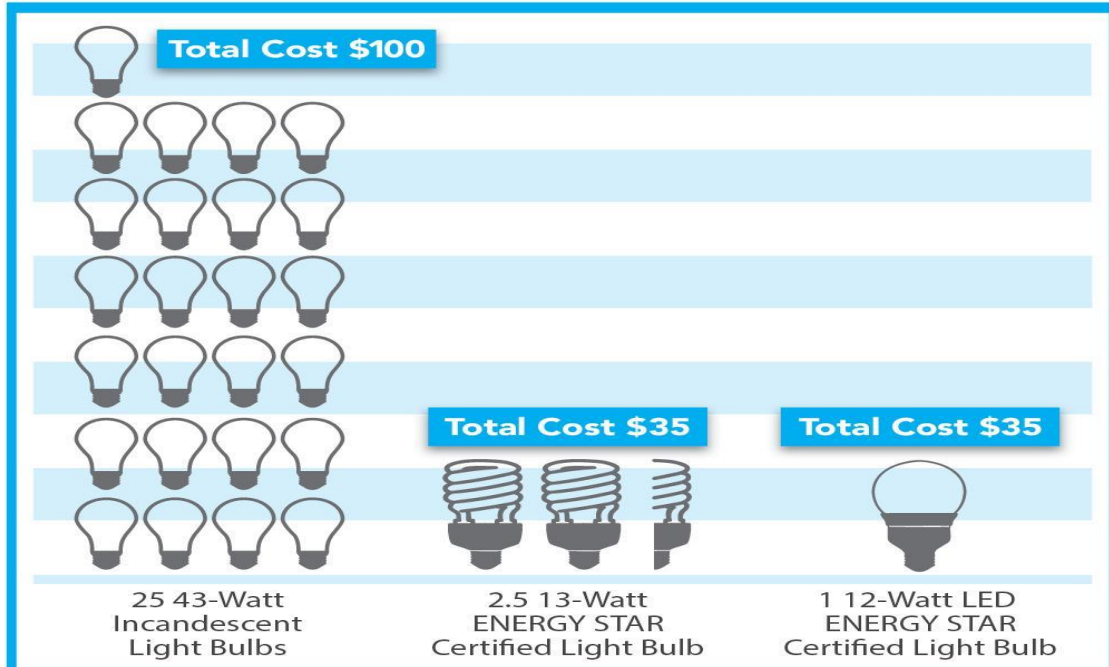 Total Cost $100
Total Cost $35
Total Cost $35
25 43-Watt
Incandescent
Light Bulbs
2.5 13-Watt
ENERGY STAR
Certified Light Bulb
1 12-Watt LED
ENERGY STAR
Certified Light Bulb